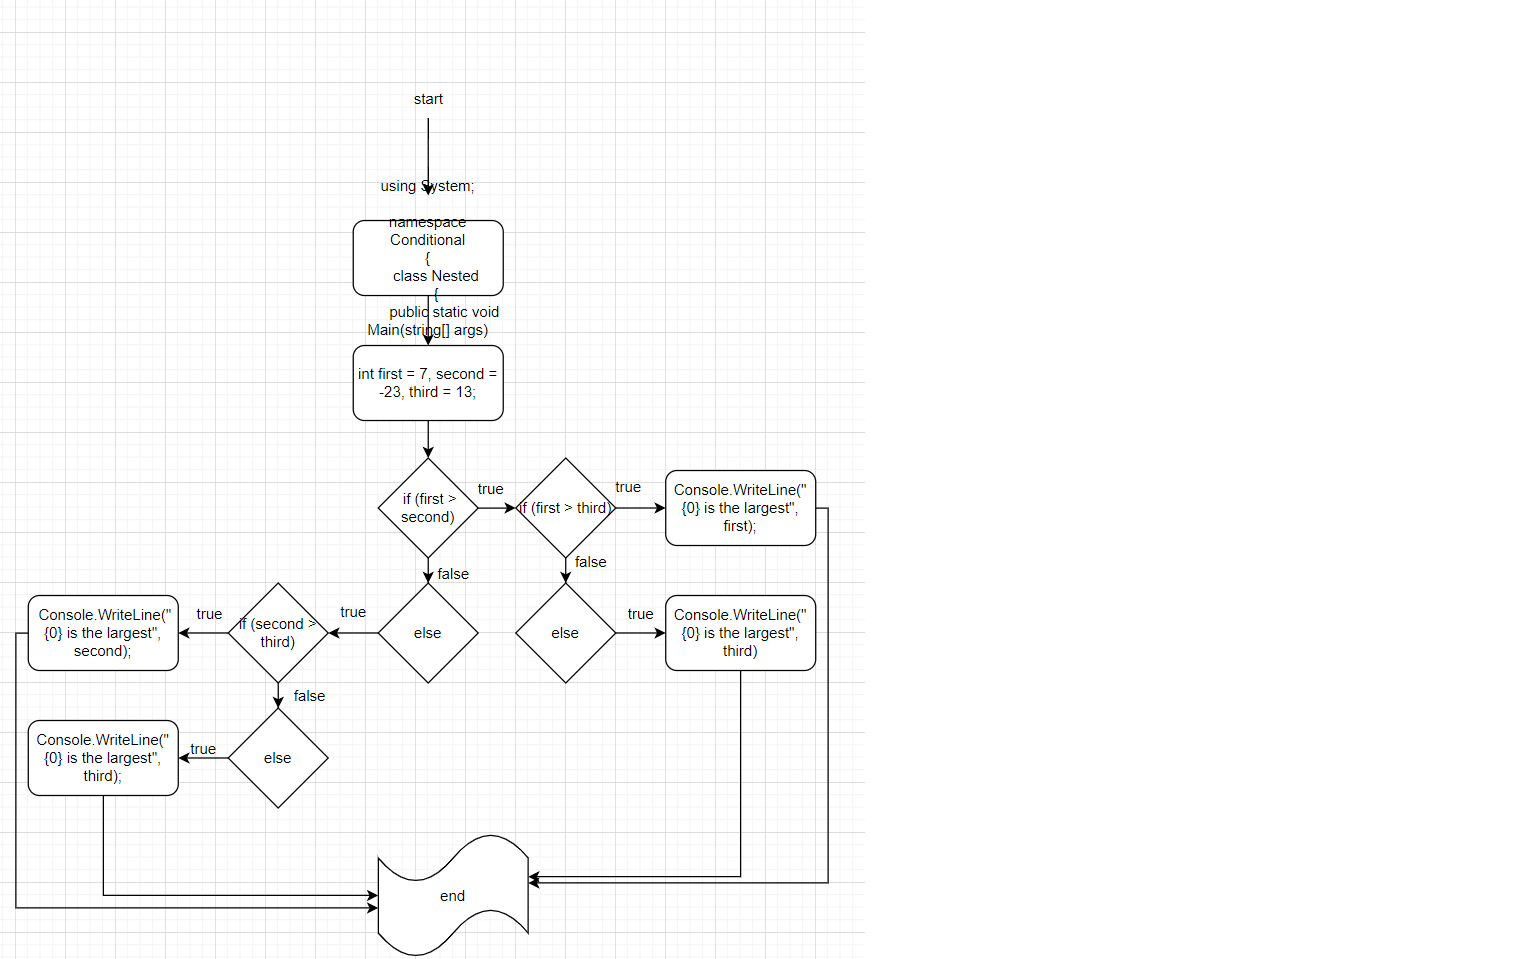 start
using System;
namespace
Conditional
{
class Nested
{
public static void
Main(string[] args)
int first = 7, second =
-23, third = 13;
if (first >
second)
true
if (first > third)
true
Console.WriteLine("
{0} is the largest",
first);
false
false
Console.WriteLine("
{0} is the largest",
second);
true
if (second >
third)
true
else
else
true
Console.WriteLine("
{0} is the largest",
third)
false
Console.WriteLine("
{0} is the largest",
third);
true
else
end